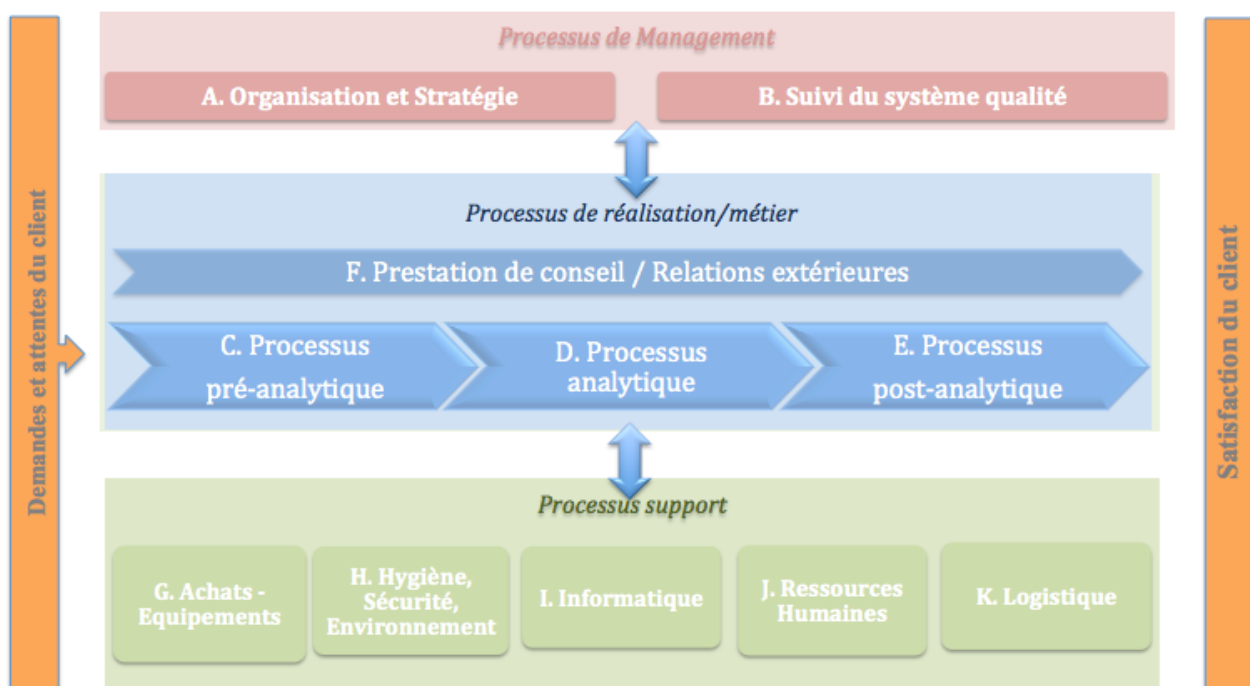 Demandes et attentes du client
Processus de Management
A. Organisation et Stratégie
B. Suivi du système qualité
Processus de réalisation/métier
F. Prestation de conseil / Relations extérieures
C. Processus
pré-analytique
D. Processus
analytique
E. Processus
post-analytique
Processus support
G. Achats -
Equipements
H. Hygiène,
Sécurité,
Environnement
I. Informatique
J. Ressources
Humaines
K. Logistique
Satisfaction du client